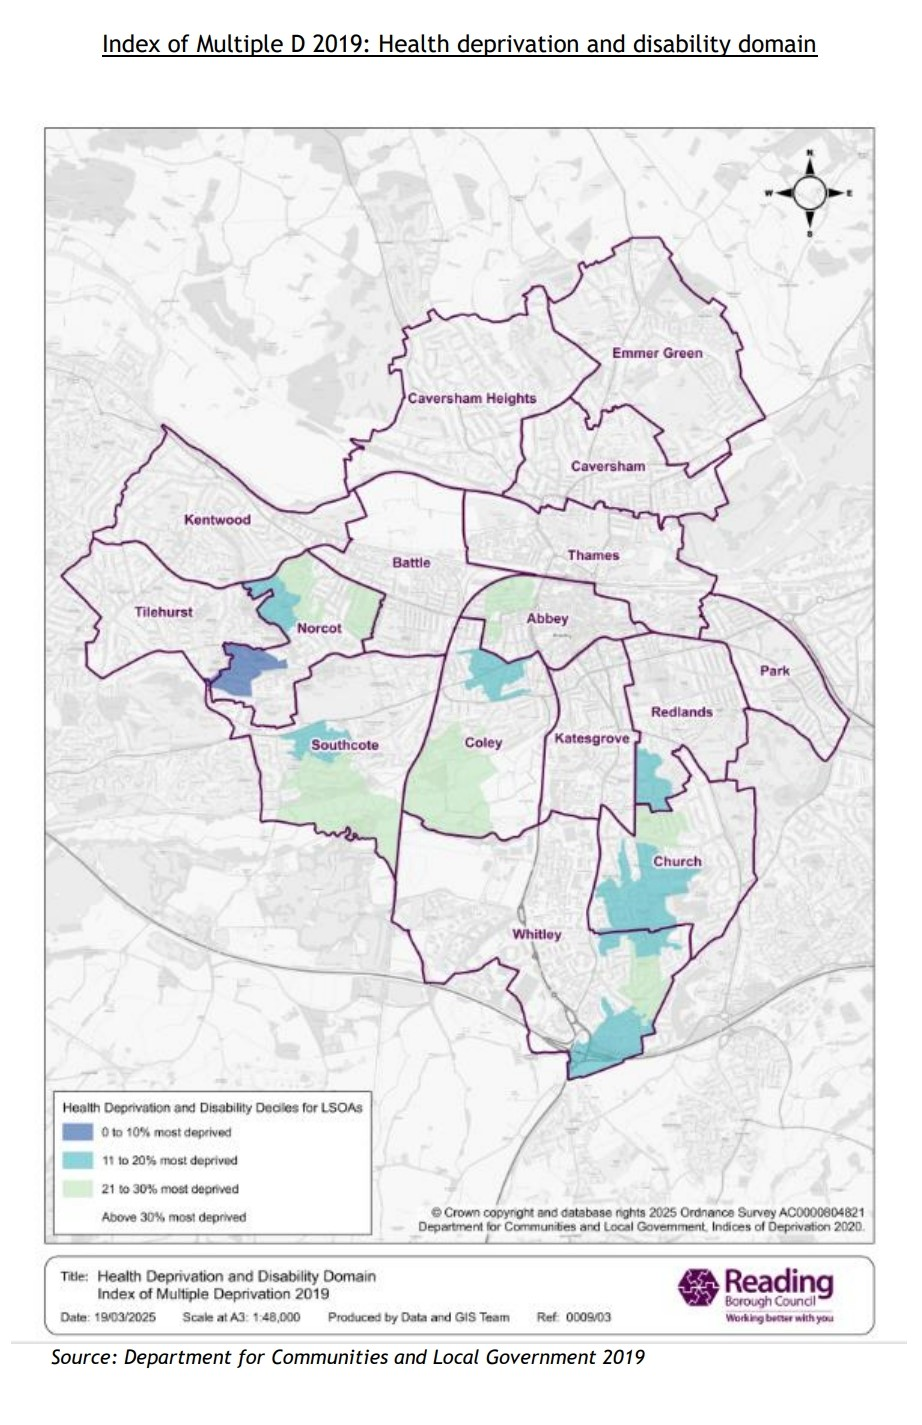 Index of Multiple D 2019: Health deprivation and disability domain
N
W
E
S
Emmer Green
Caversham Heights
Caversham
Kentwood
Battle
Thames
Tilehurst
Norcot
Abbey
Park
Redlands
Southcote
Coley
Katesgrove
Church
Whitley
Health Deprivation and Disability Deciles for LSOAs
0 to 10% most deprived
11 to 20% most deprived
21 to 30% most deprived
Above 30% most deprived
© Crown copyright and database rights 2025 Ordnance Survey AC0000804821
Department for Communities and Local Government, Indices of Deprivation 2020.
Title: Health Deprivation and Disability Domain
Index of Multiple Deprivation 2019
Date: 19/03/2025 Scale at A3: 1:48,000 Produced by Data and GIS Team Ref: 0009/03
Reading
Borough Council
Working better with you
Source: Department for Communities and Local Government 2019